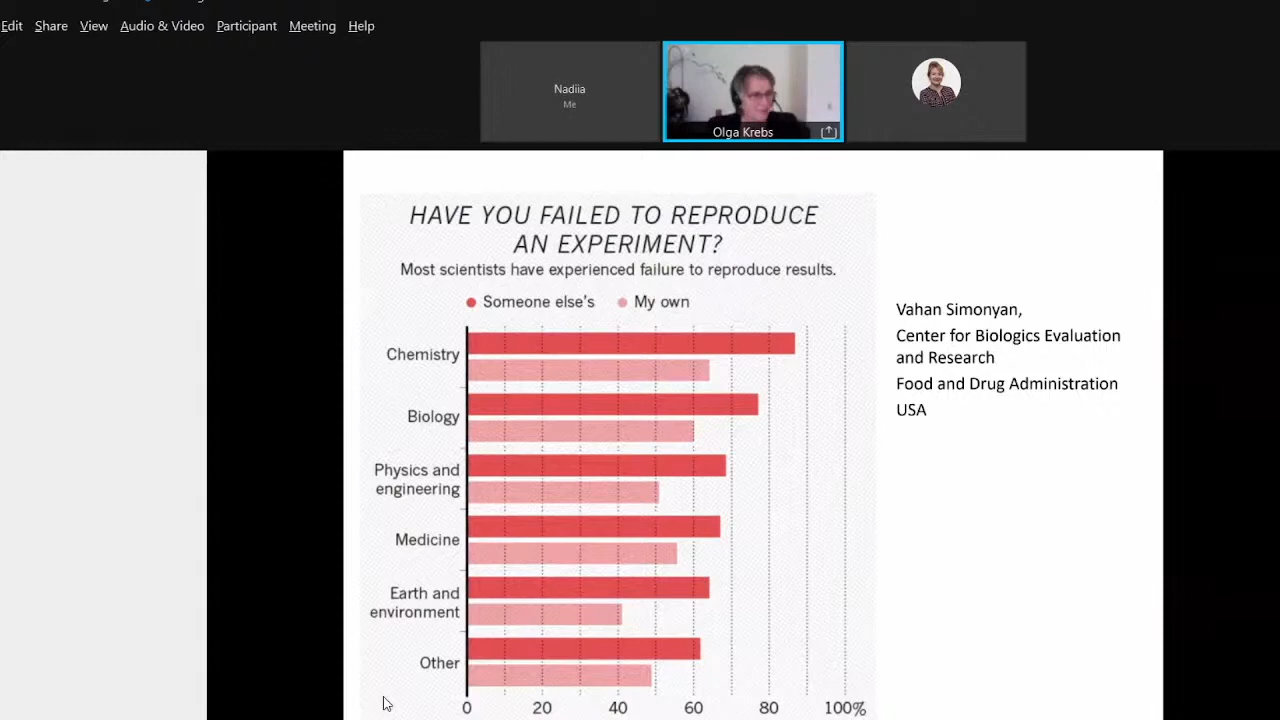 Edit Share View Audio & Video Participant Meeting Help
Nadiia
Me
Olga Krebs
HAVE YOU FAILED TO REPRODUCE
AN EXPERIMENT?
Most scientists have experienced failure to reproduce results.
Someone else's My own
Chemistry
Biology
Physics and
engineering
Medicine
Earth and
environment
Other
0 20 40 60 80 100%
Vahan Simonyan,
Center for Biologics Evaluation
and Research
Food and Drug Administration
USA